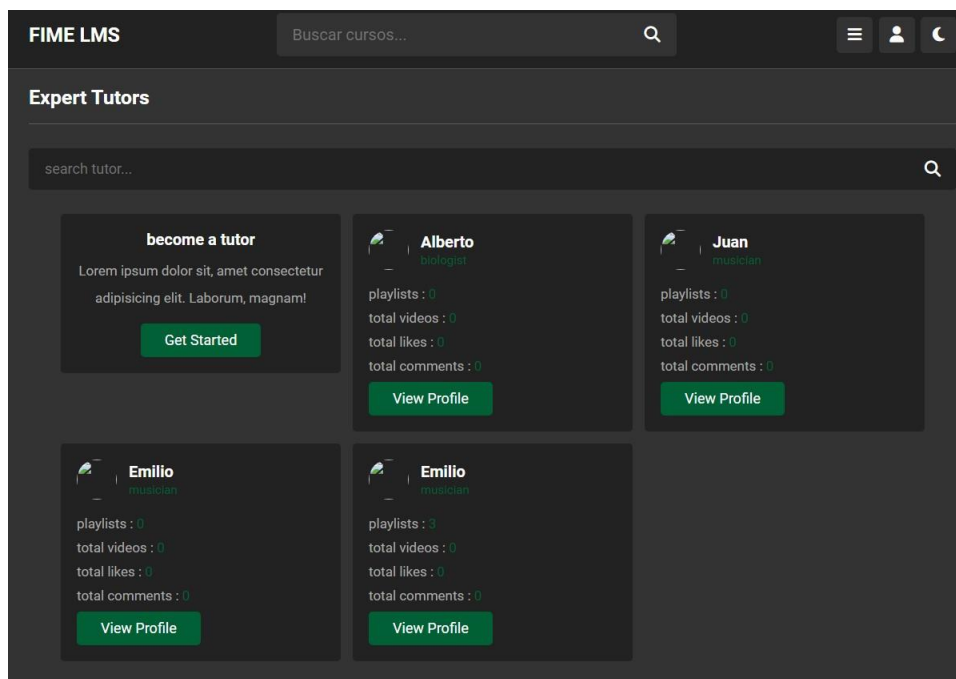 FIME LMS
Buscar cursos...
Expert Tutors
search tutor...
become a tutor
Lorem ipsum dolor sit, amet consectetur
adipisicing elit. Laborum, magnam!
Get Started
Alberto
biologist
playlists : 0
total videos : 0
total likes : 0
total comments : 0
View Profile
Juan
musician
playlists : 0
total videos : 0
total likes : 0
total comments : 0
View Profile
Emilio
musician
playlists : 0
total videos : 0
total likes : 0
total comments : 0
View Profile
Emilio
musician
playlists : 3
total videos : 0
total likes : 0
total comments : 0
View Profile